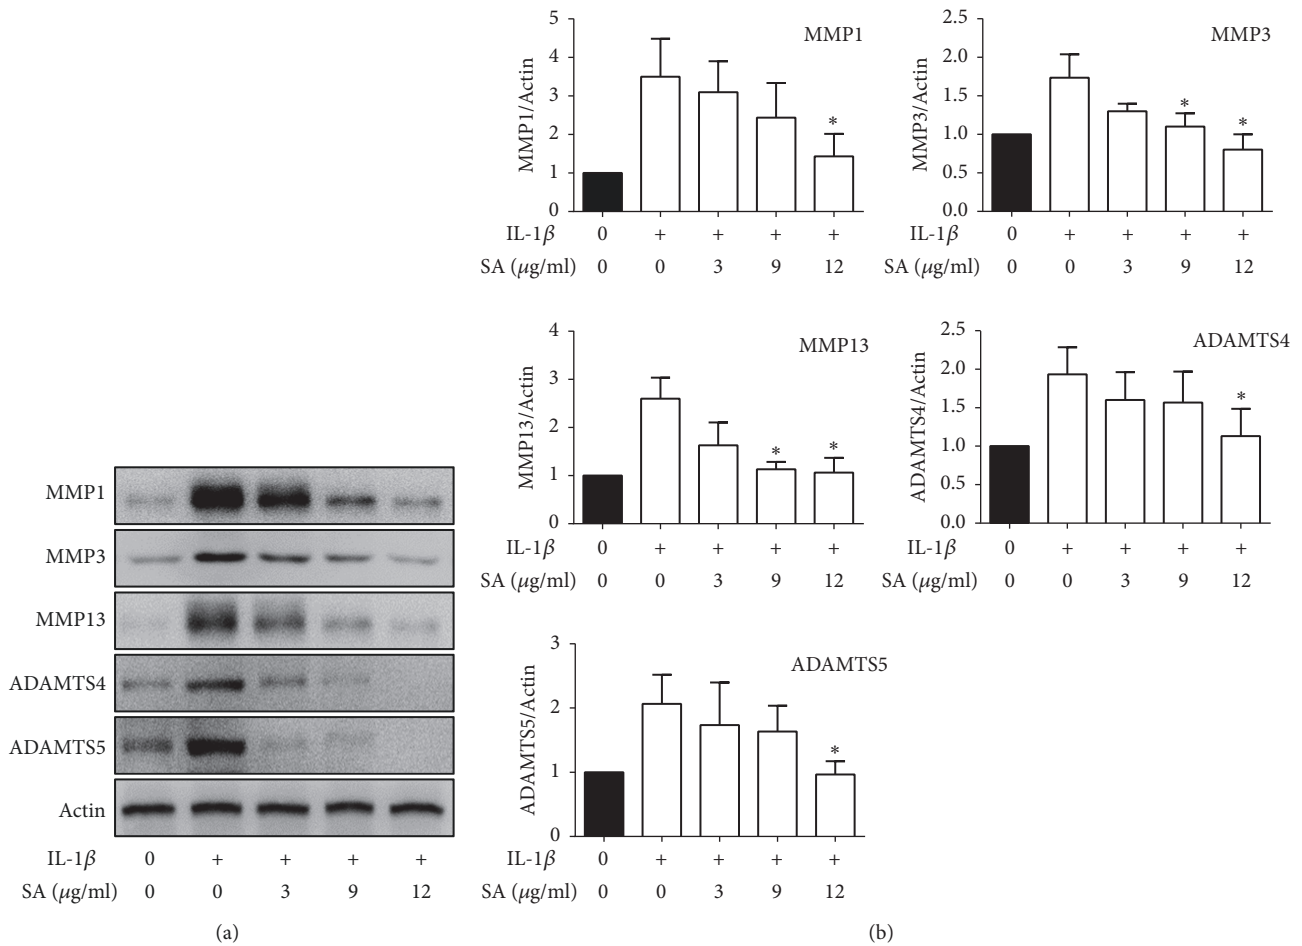 MMP1
MMP3
MMP13
ADAMTS4
ADAMTS5
Actin
IL-1β 0 + + + +
SA (μg/ml) 0 0 3 9 12
(a)
MMP1
MMP1/Actin
5
4
3
2
1
0
*
IL-1β 0 + + + +
SA (μg/ml) 0 0 3 9 12
MMP3
MMP3/Actin
2.5
2.0
1.5
1.0
0.5
0.0
* *
IL-1β 0 + + + +
SA (μg/ml) 0 0 3 9 12
MMP13
MMP13/Actin
4
3
2
1
0
* *
IL-1β 0 + + + +
SA (μg/ml) 0 0 3 9 12
ADAMTS4
ADAMTS4/Actin
2.5
2.0
1.5
1.0
0.5
0.0
*
IL-1β 0 + + + +
SA (μg/ml) 0 0 3 9 12
ADAMTS5
ADAMTS5/Actin
3
2
1
0
*
IL-1β 0 + + + +
SA (μg/ml) 0 0 3 9 12
(b)